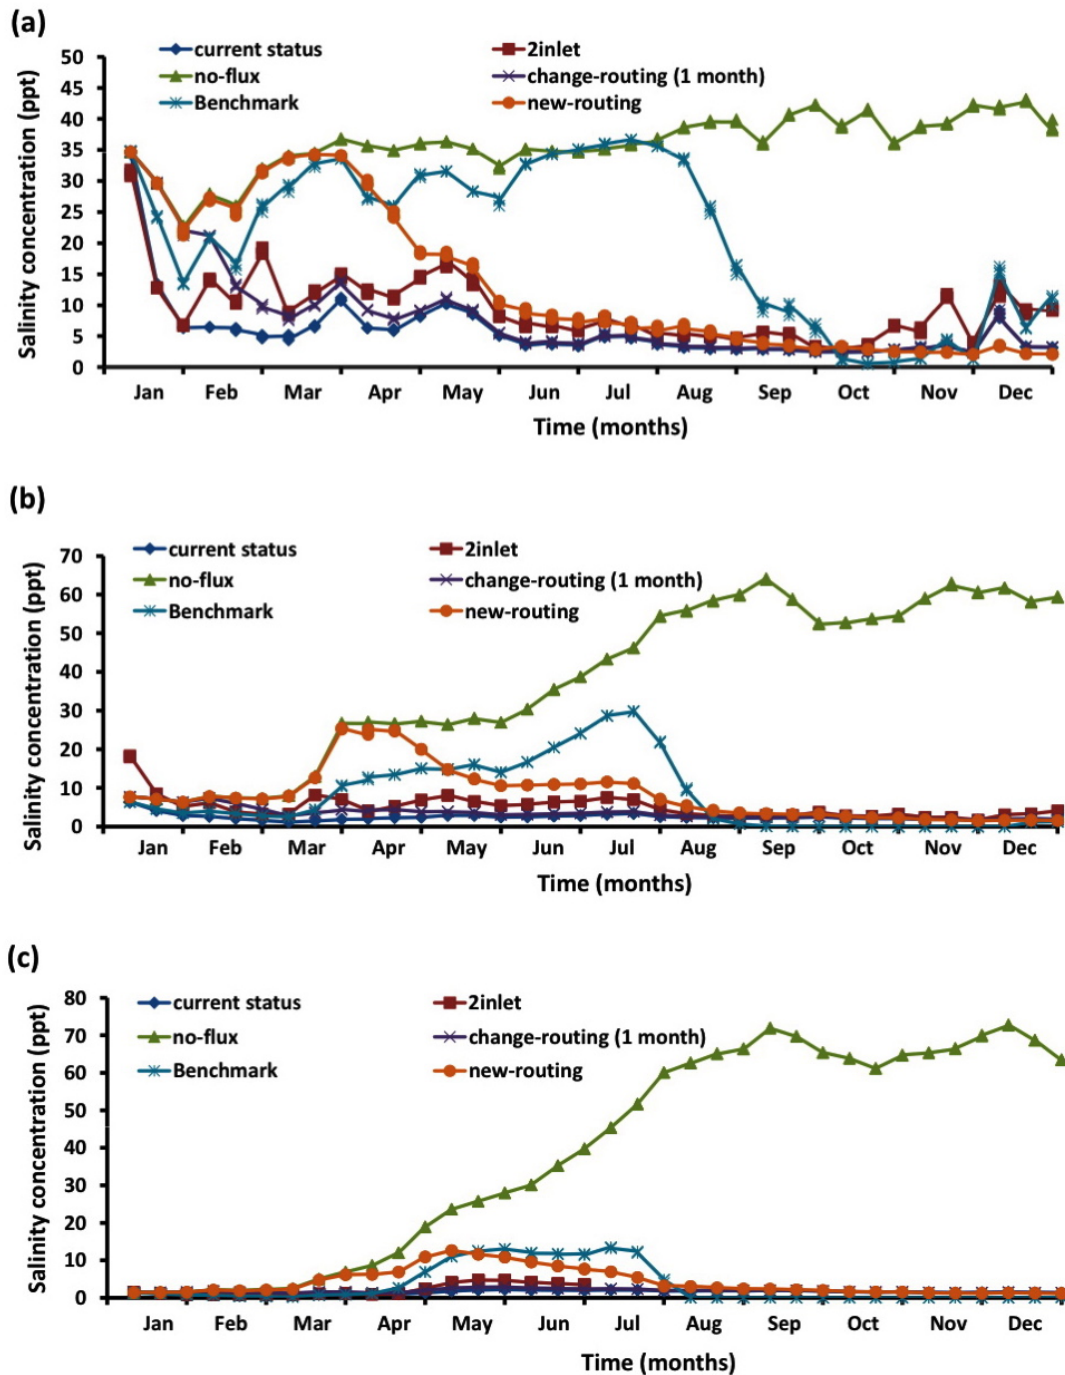 (a)
current status 2inlet
no-flux change-routing (1 month)
Benchmark new-routing
Salinity concentration (ppt)
50
45
40
35
30
25
20
15
10
5
0
Jan Feb Mar Apr May Jun Jul Aug Sep Oct Nov Dec
Time (months)
(b)
current status 2inlet
no-flux change-routing (1 month)
Benchmark new-routing
Salinity concentration (ppt)
70
60
50
40
30
20
10
0
Jan Feb Mar Apr May Jun Jul Aug Sep Oct Nov Dec
Time (months)
(c)
current status 2inlet
no-flux change-routing (1 month)
Benchmark new-routing
Salinity concentration (ppt)
80
70
60
50
40
30
20
10
0
Jan Feb Mar Apr May Jun Jul Aug Sep Oct Nov Dec
Time (months)